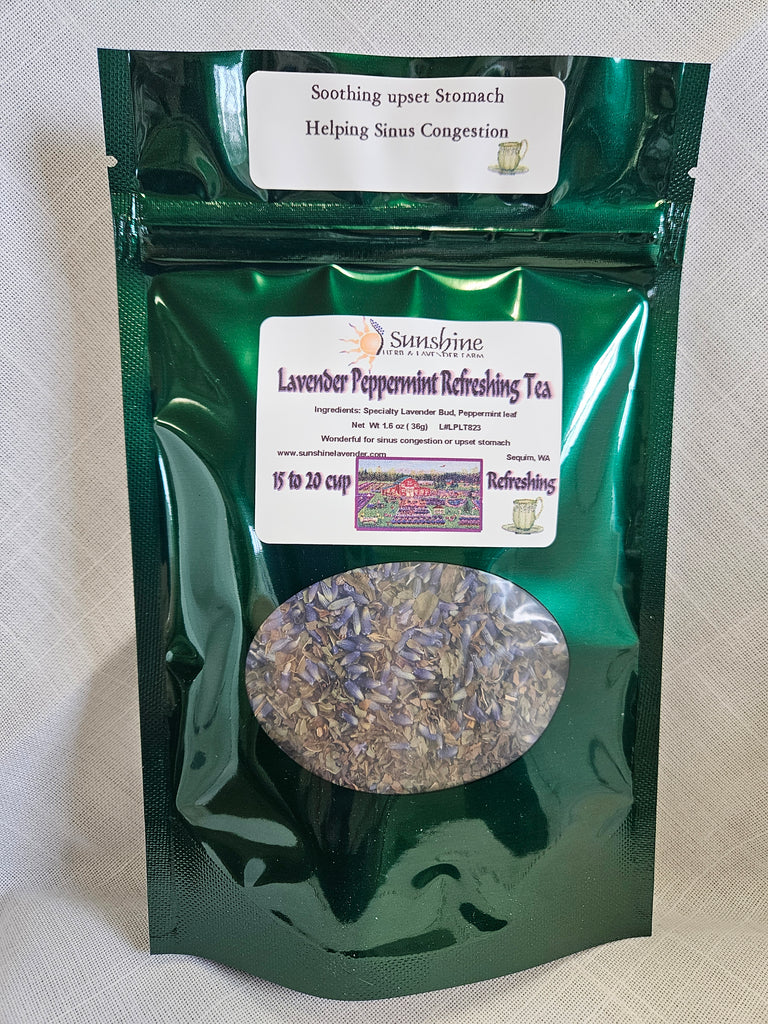 Soothing upset Stomach
Helping Sinus Congestion
Sunshine
HERB & LAVENDER FARM
Lavender Peppermint Refreshing Tea
Ingredients: Specialty Lavender Bud, Peppermint leaf
Net Wt 1.6 oz ( 36g) L#LPLT823
Wonderful for sinus congestion or upset stomach
www.sunshinelavender.com Sequim, WA
15 to 20 cup Refreshing